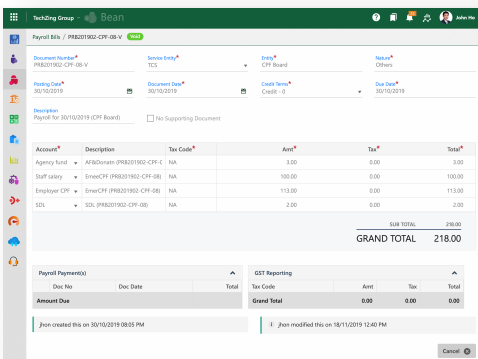 TechZing Group
Bean
John Ho
Payroll Bills / PRB201902-CPF-08-V Void
Document Number* Service Entity* Entity* Nature*
PRB201902-CPF-08-V TCS CPF Board Others
Posting Date* Document Date* Credit Terms* Due Date*
30/10/2019 30/10/2019 Credit - 0 30/10/2019
Description
Payroll for 30/10/2019 (CPF Board) No Supporting Document
Account* Description Tax Code* Amt* Tax* Total*
Agency fund AF&Donatn (PRB201902-CPF-C NA 3.00 0.00 3.00
Staff salary EmeeCPF (PRB201902-CPF-08) NA 100.00 0.00 100.00
Employer CPF EmerCPF (PRB201902-CPF-08) NA 113.00 0.00 113.00
SDL SDL (PRB201902-CPF-08) NA 2.00 0.00 2.00
SUB TOTAL 218.00
GRAND TOTAL 218.00
Payroll Payment(s) GST Reporting
Doc No Doc Date Total Tax Code Amt Tax Total
Amount Due Grand Total 0.00 0.00 0.00
jhon created this on 30/10/2019 08:05 PM jhon modified this on 18/11/2019 12:40 PM
Cancel